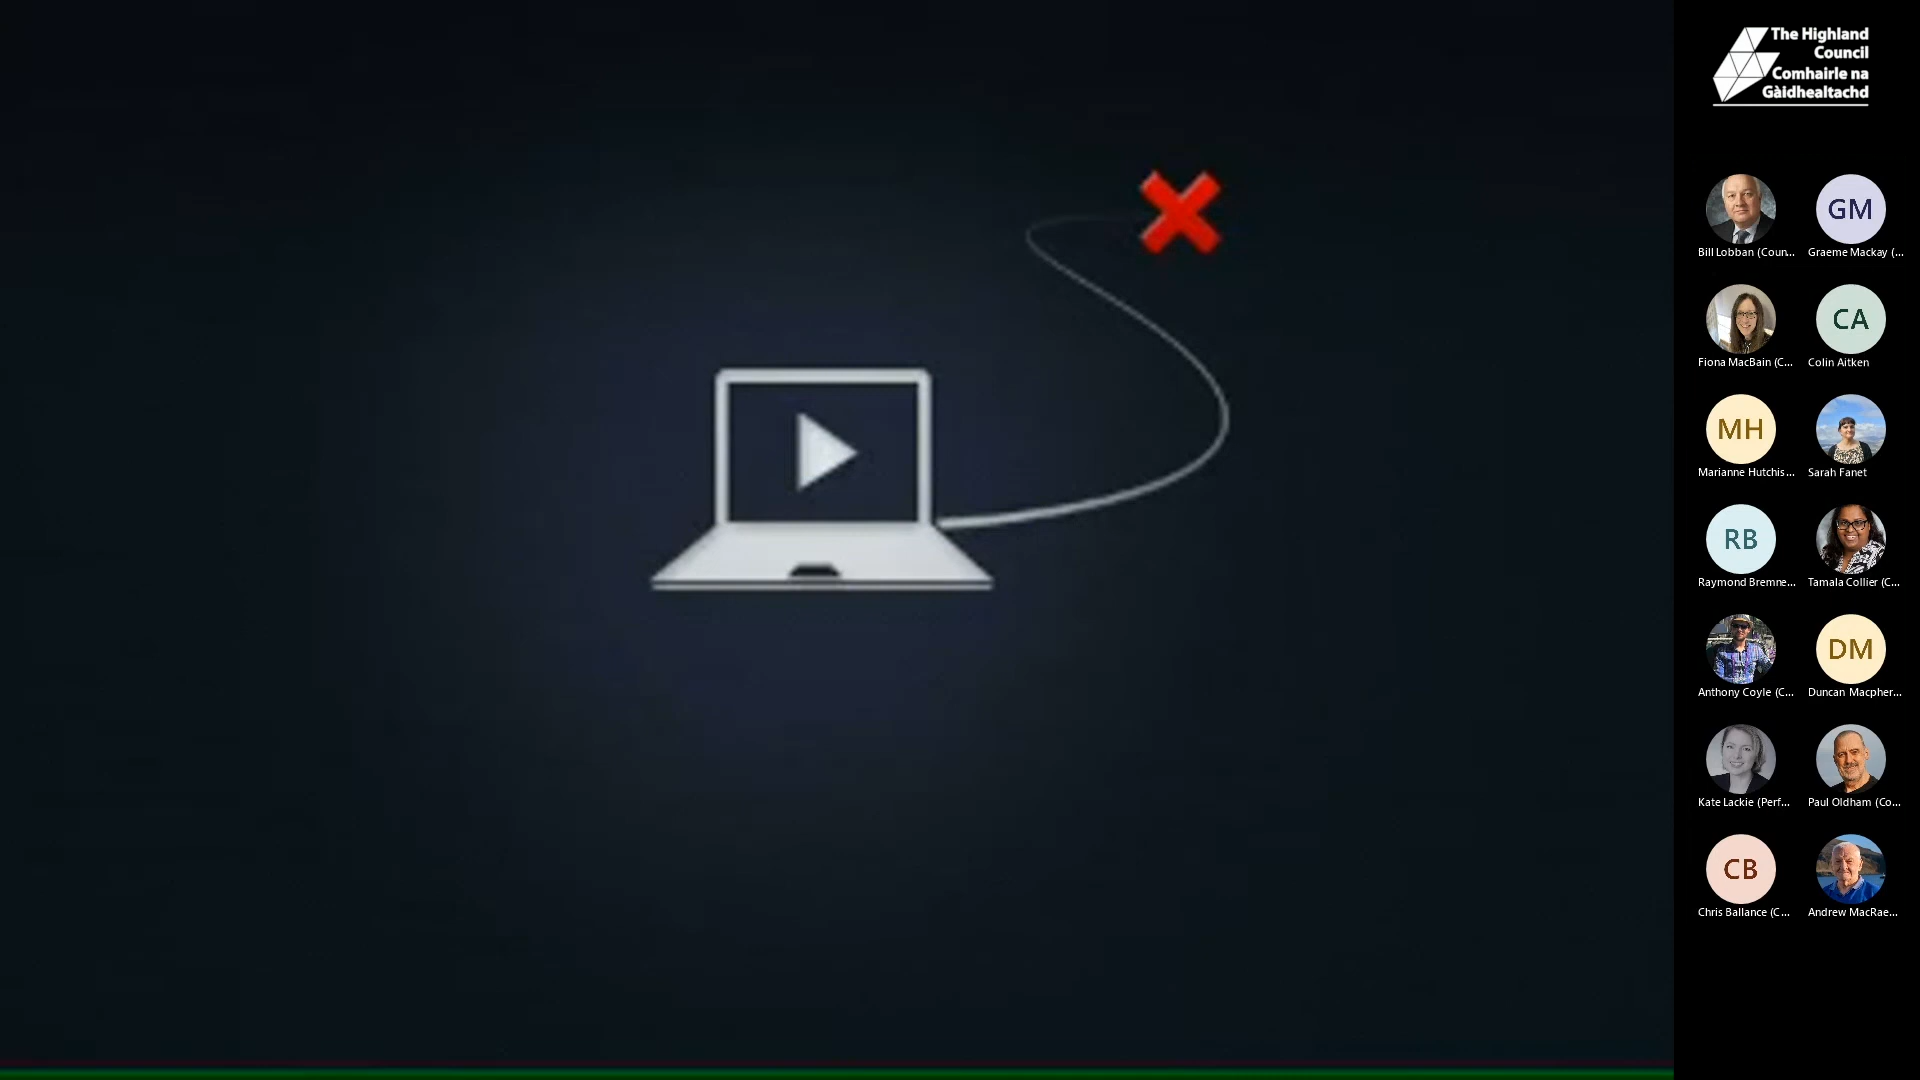 The Highland
Council
Comhairle na
Gàidhealtachd
GM
Bill Lobban (Coun...
Graeme Mackay (...
CA
Fiona MacBain (C...
Colin Aitken
MH
Marianne Hutchis...
Sarah Fanet
RB
Raymond Bremne...
Tamala Collier (C...
DM
Anthony Coyle (C...
Duncan Macpher...
Kate Lackie (Perf...
Paul Oldham (Co...
CB
Chris Ballance (C...
Andrew MacRae...